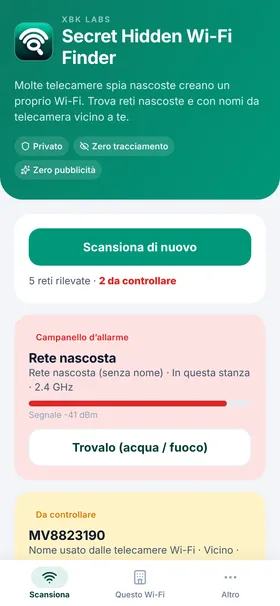 XBK LABS
Secret Hidden Wi-Fi
Finder
Molte telecamere spia nascoste creano un
proprio Wi-Fi. Trova reti nascoste e con nomi da
telecamera vicino a te.
Privato
Zero tracciamento
Zero pubblicità
Scansiona di nuovo
5 reti rilevate · 2 da controllare
Campanello d'allarme
Rete nascosta
Rete nascosta (senza nome) · In questa stanza
· 2.4 GHz
Segnale -41 dBm
Trovalo (acqua / fuoco)
Da controllare
MV8823190
Nome usato dalle telecamere Wi-Fi · Vicino ·
Scansiona
Questo Wi-Fi
Altro